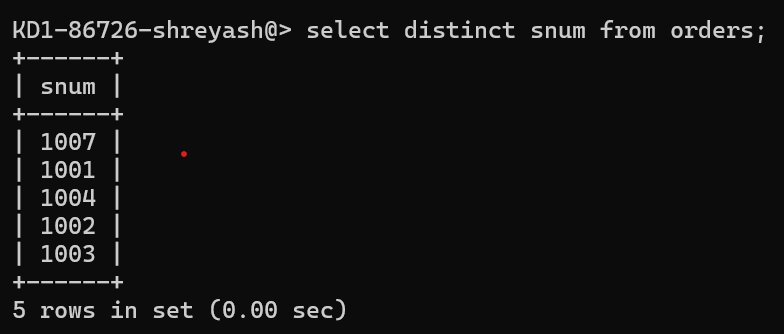 KD1-86726-shreyash@> select distinct snum from orders;
+------+
| snum |
+------+
| 1007 |
| 1001 |
| 1004 |
| 1002 |
| 1003 |
+------+
5 rows in set (0.00 sec)